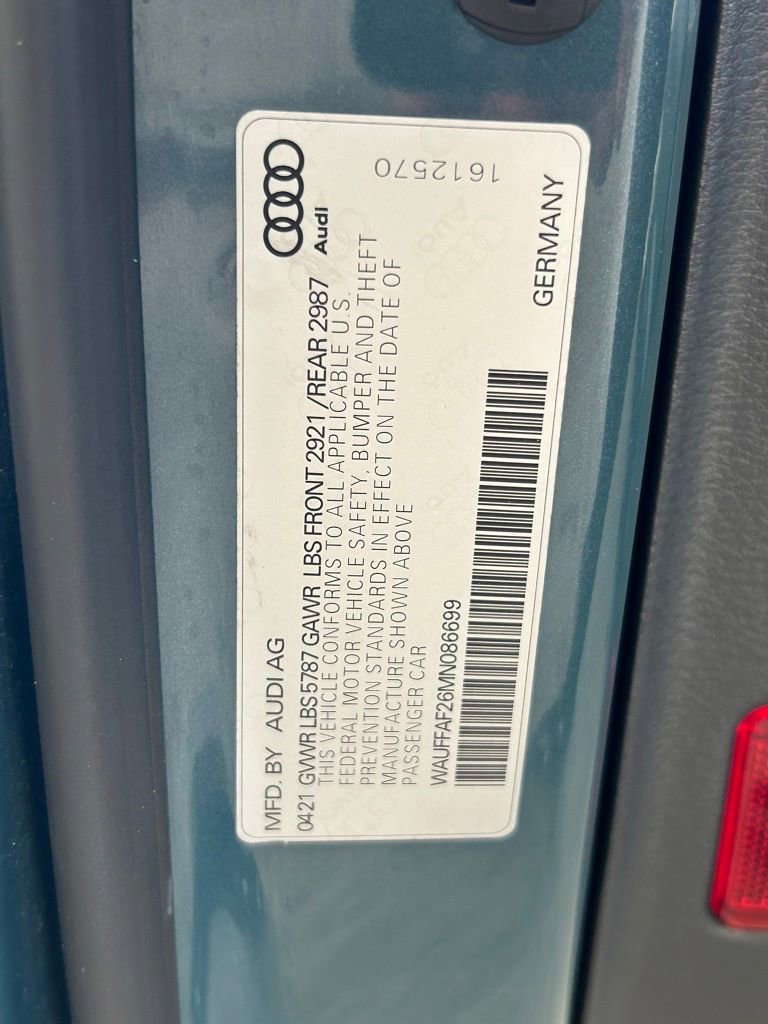 Audi
MFD. BY AUDI AG
0421 GVWR LBS 5787 GAWR LBS FRONT 2921 /REAR 2987
THIS VEHICLE CONFORMS TO ALL APPLICABLE U.S.
FEDERAL MOTOR VEHICLE SAFETY, BUMPER AND THEFT
PREVENTION STANDARDS IN EFFECT ON THE DATE OF
MANUFACTURE SHOWN ABOVE
PASSENGER CAR
WAUFFAF26MN086699
1612570
GERMANY